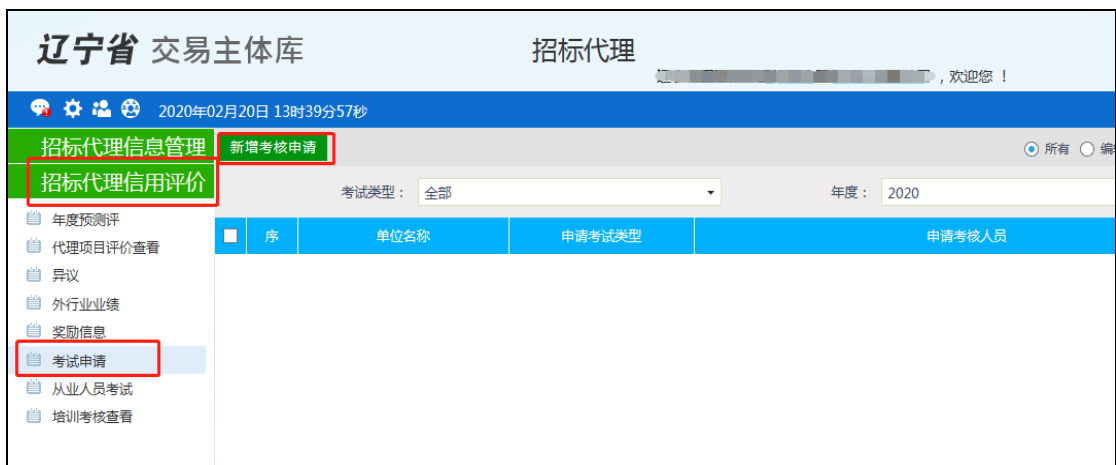 辽宁省 交易主体库 招标代理
，欢迎您！
2020年02月20日 13时39分57秒
招标代理信息管理 新增考核申请 所有
招标代理信用评价 考试类型： 全部 年度： 2020
年度预测评
序 单位名称 申请考试类型 申请考核人员
代理项目评价查看
异议
外行业业绩
奖励信息
考试申请
从业人员考试
培训考核查看